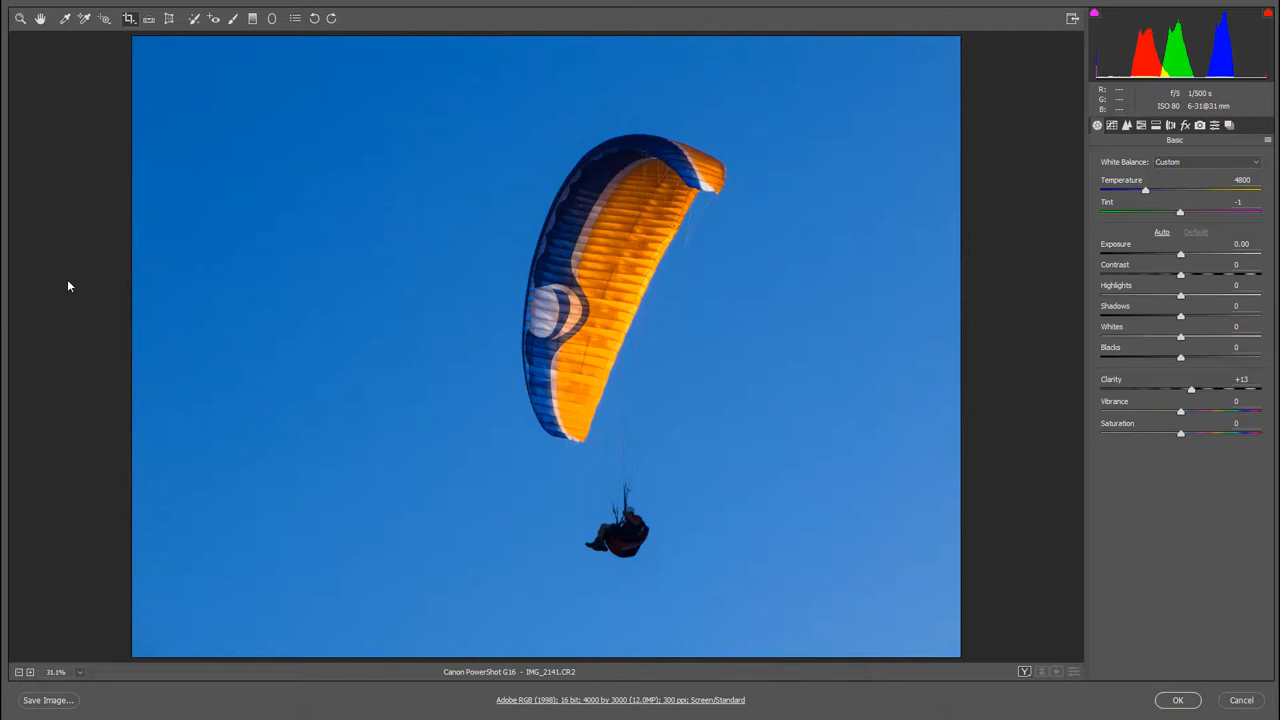 R: ---
G: ---
B: ---
f/5 1/500 s
ISO 80 6-31@31 mm
Basic
White Balance: Custom
Temperature 4800
Tint -1
Auto Default
Exposure 0.00
Contrast 0
Highlights 0
Shadows 0
Whites 0
Blacks 0
Clarity +13
Vibrance 0
Saturation 0
31.1%
Canon PowerShot G16 - IMG_2141.CR2
Y
Save Image...
Adobe RGB (1998); 16 bit; 4000 by 3000 (12.0MP); 300 ppi; Screen/Standard
OK Cancel